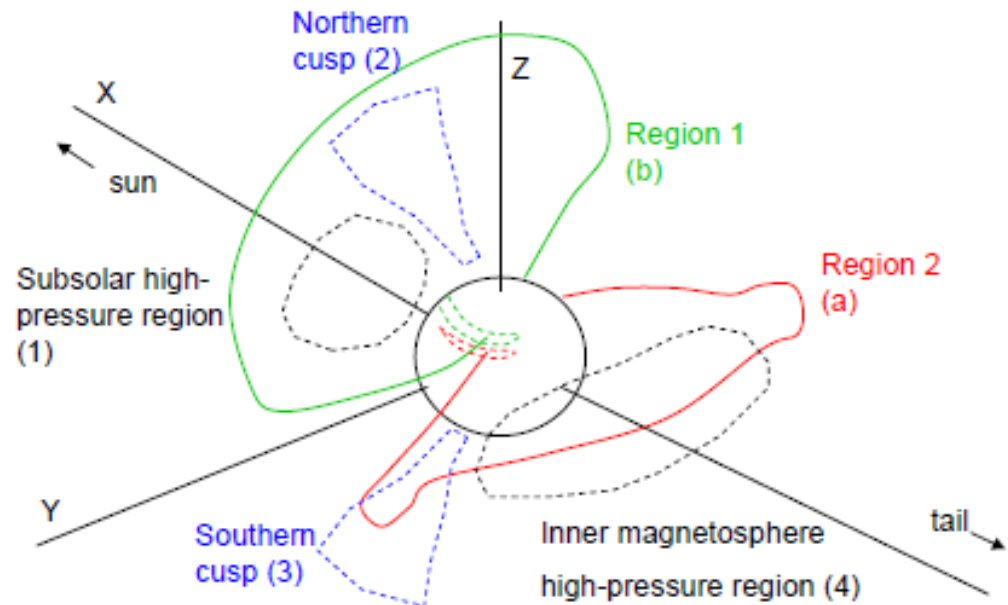 Northern
cusp (2)
Z
X
Region 1
(b)
sun
Subsolar high-
pressure region
(1)
Region 2
(a)
Y
Southern
cusp (3)
Inner magnetosphere
high-pressure region (4)
tail